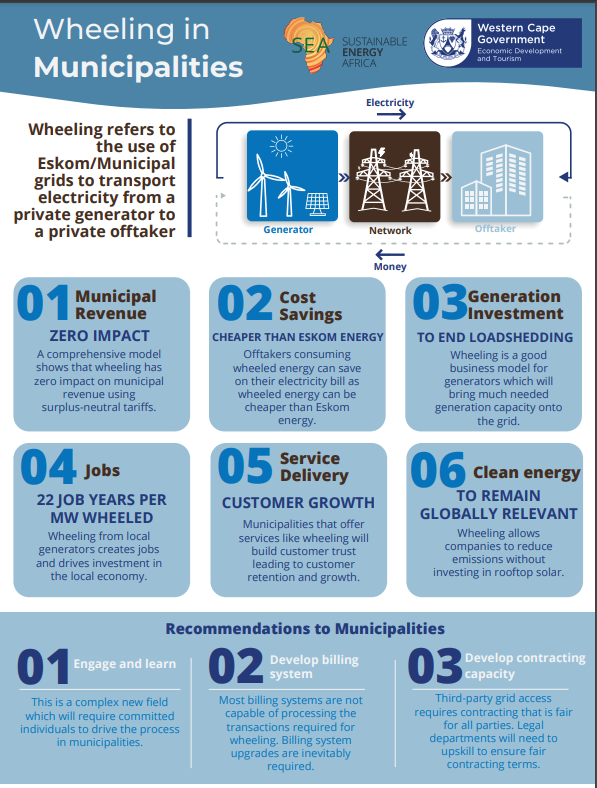 Wheeling in
Municipalities
SEA
SUSTAINABLE
ENERGY
AFRICA
Western Cape
Government
Economic Development
and Tourism
Wheeling refers to
the use of
Eskom/Municipal
grids to transport
electricity from a
private generator to
a private offtaker
Electricity
Generator
Network
Offtaker
Money
01 Municipal
Revenue
ZERO IMPACT
A comprehensive model
shows that wheeling has
zero impact on municipal
revenue using
surplus-neutral tariffs.
02 Cost
Savings
CHEAPER THAN ESKOM ENERGY
Offtakers consuming
wheeled energy can save
on their electricity bill as
wheeled energy can be
cheaper than Eskom
energy.
03 Generation
Investment
TO END LOADSHEDDING
Wheeling is a good
business model for
generators which will
bring much needed
generation capacity onto
the grid.
04 Jobs
22 JOB YEARS PER
MW WHEELED
Wheeling from local
generators creates jobs
and drives investment in
the local economy.
05 Service
Delivery
CUSTOMER GROWTH
Municipalities that offer
services like wheeling will
build customer trust
leading to customer
retention and growth.
06 Clean energy
TO REMAIN
GLOBALLY RELEVANT
Wheeling allows
companies to reduce
emissions without
investing in rooftop solar.
Recommendations to Municipalities
01 Engage and learn
This is a complex new field
which will require committed
individuals to drive the process
in municipalities.
02 Develop billing
system
Most billing systems are not
capable of processing the
transactions required for
wheeling. Billing system
upgrades are inevitably
required.
03 Develop contracting
capacity
Third-party grid access
requires contracting that is fair
for all parties. Legal
departments will need to
upskill to ensure fair
contracting terms.